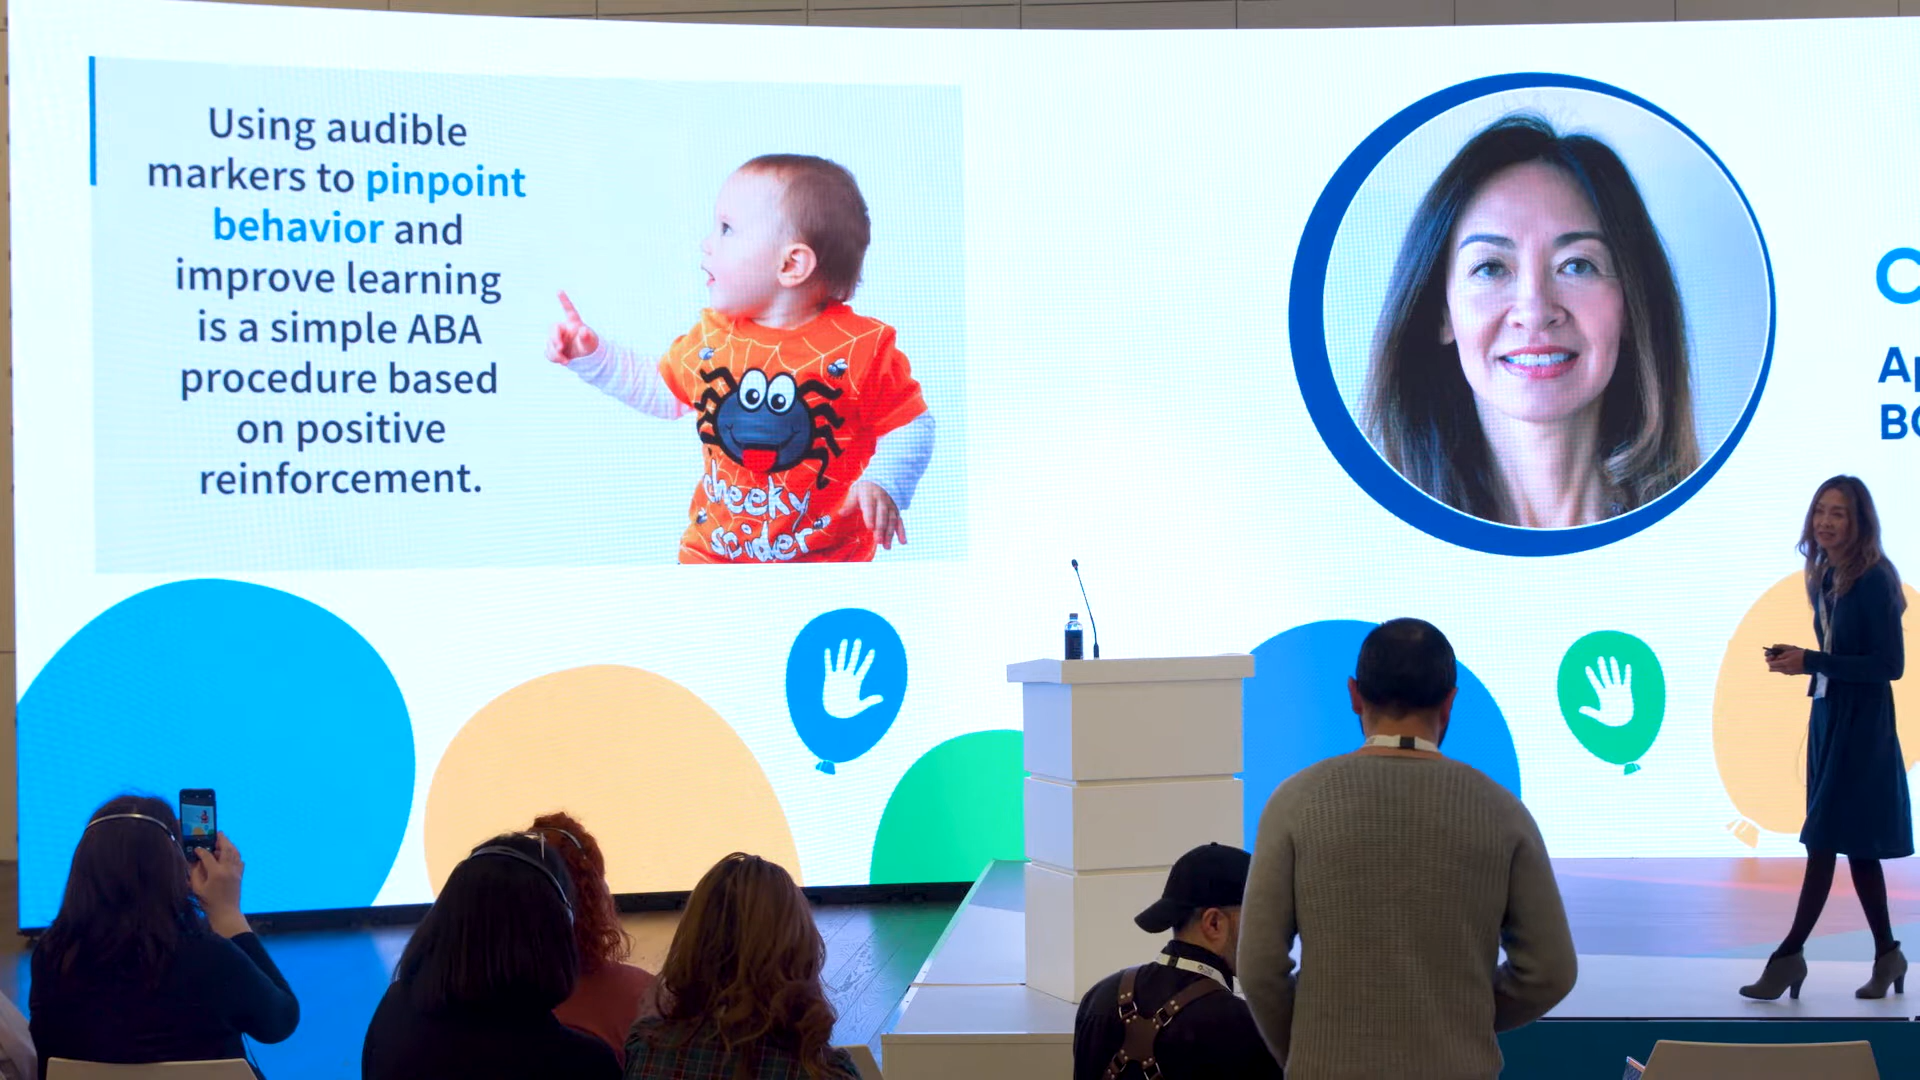 Using audible
markers to pinpoint
behavior and
improve learning
is a simple ABA
procedure based
on positive
reinforcement.
cheeky
spider